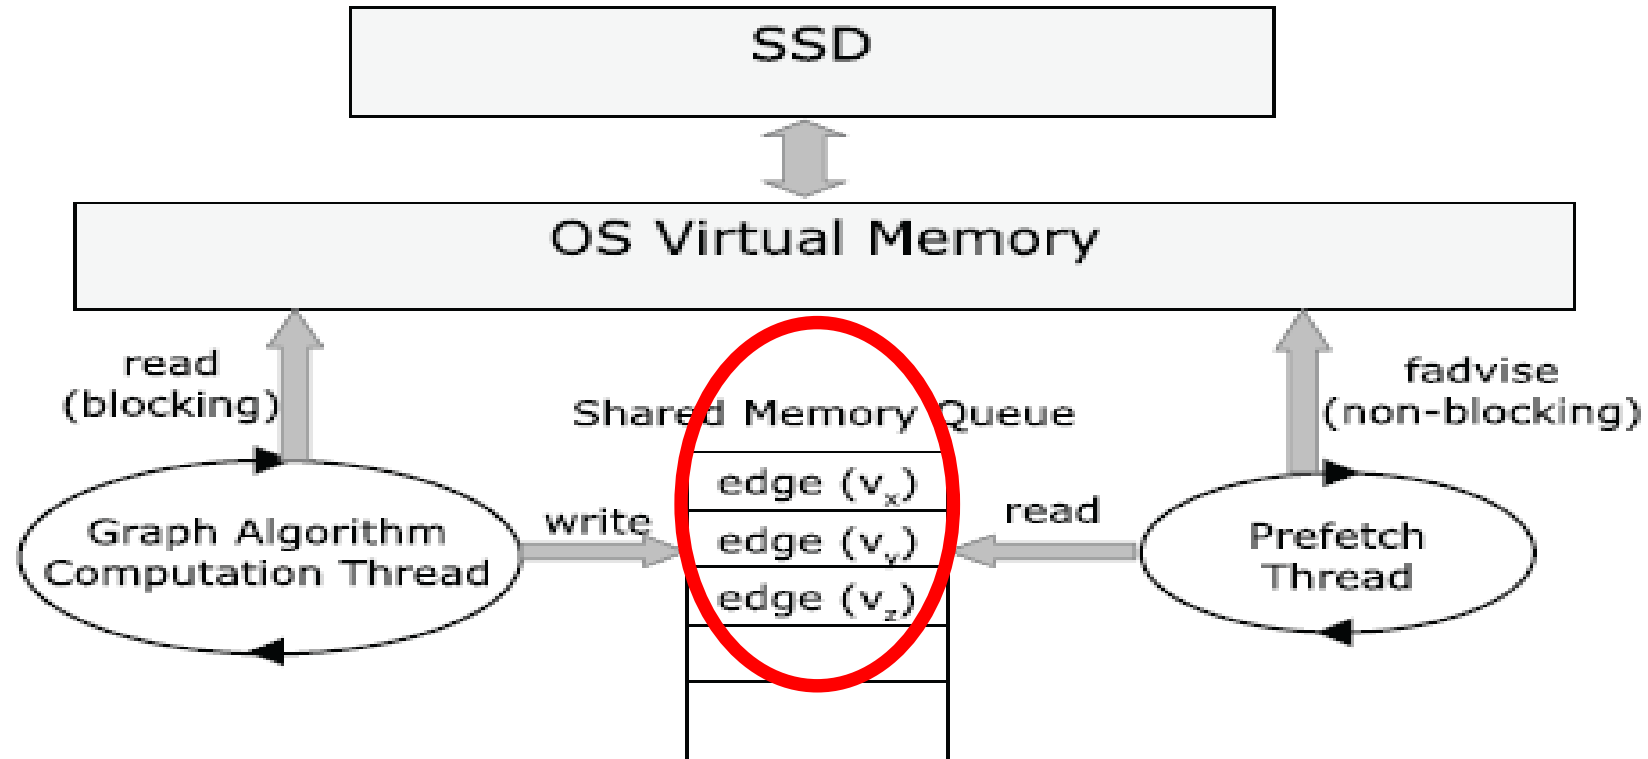 SSD
OS Virtual Memory
read
(blocking)
fadvise
(non-blocking)
Shared Memory Queue
edge (vx)
edge (vy)
edge (vz)
write
read
Graph Algorithm
Computation Thread
Prefetch
Thread